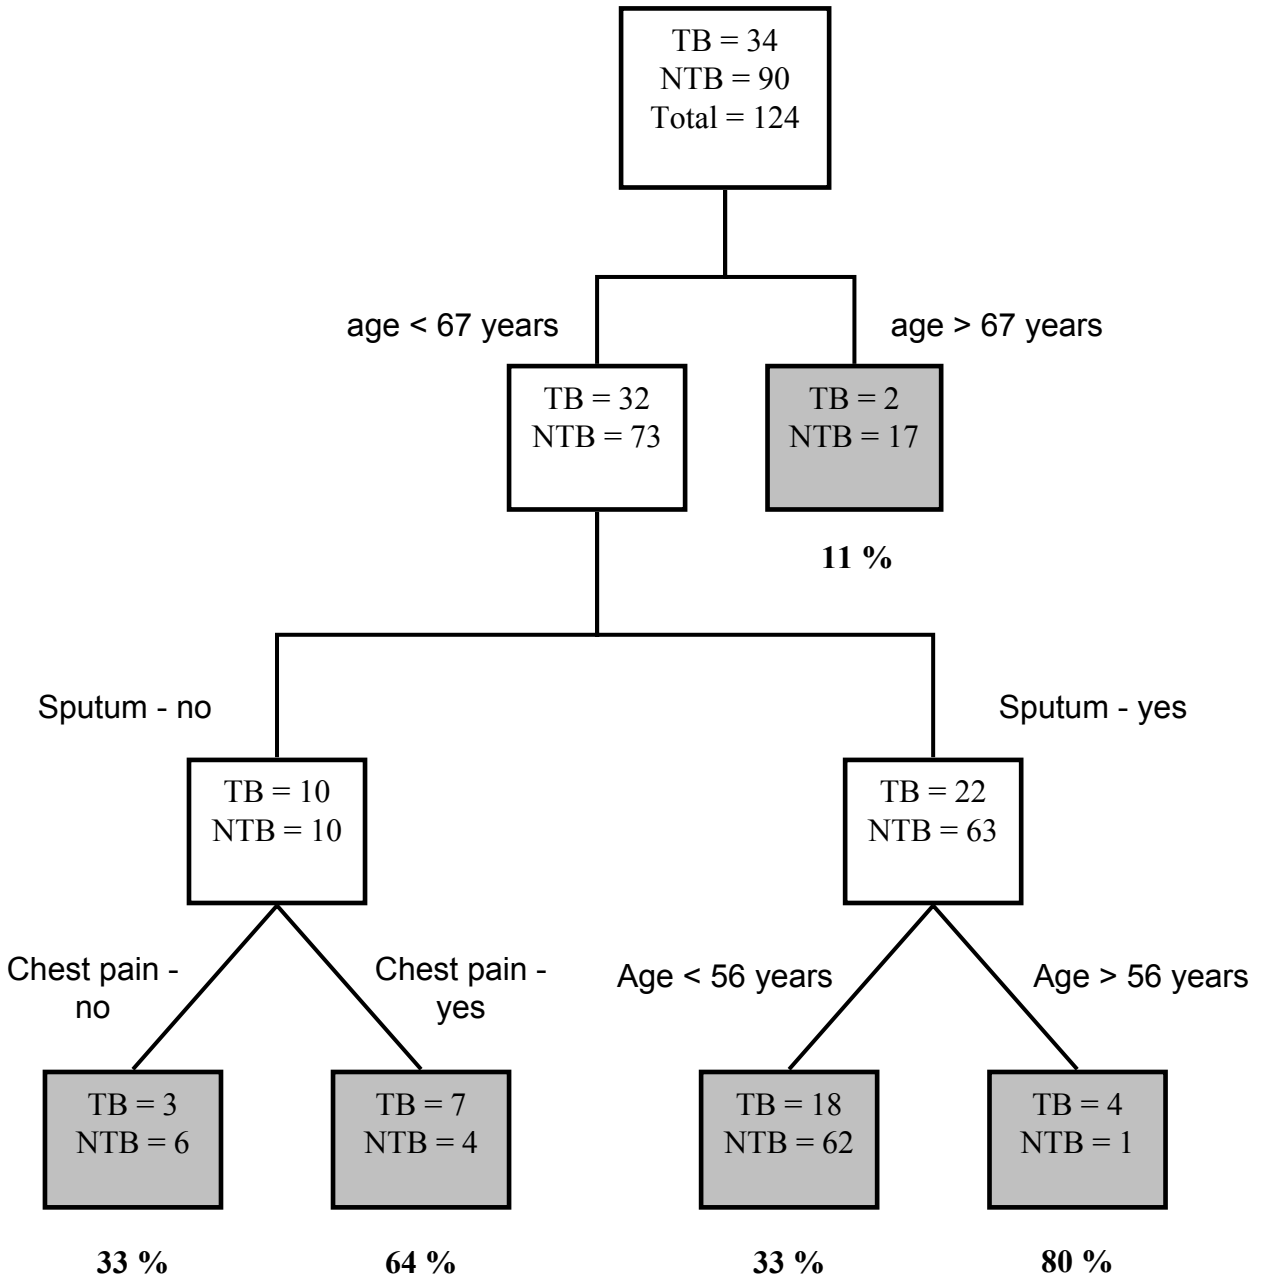 TB = 34
NTB = 90
Total = 124
age < 67 years
age > 67 years
TB = 32
NTB = 73
TB = 2
NTB = 17
11 %
Sputum - no
Sputum - yes
TB = 10
NTB = 10
TB = 22
NTB = 63
Chest pain -
no
Chest pain -
yes
Age < 56 years
Age > 56 years
TB = 3
NTB = 6
TB = 7
NTB = 4
TB = 18
NTB = 62
TB = 4
NTB = 1
33 %
64 %
33 %
80 %